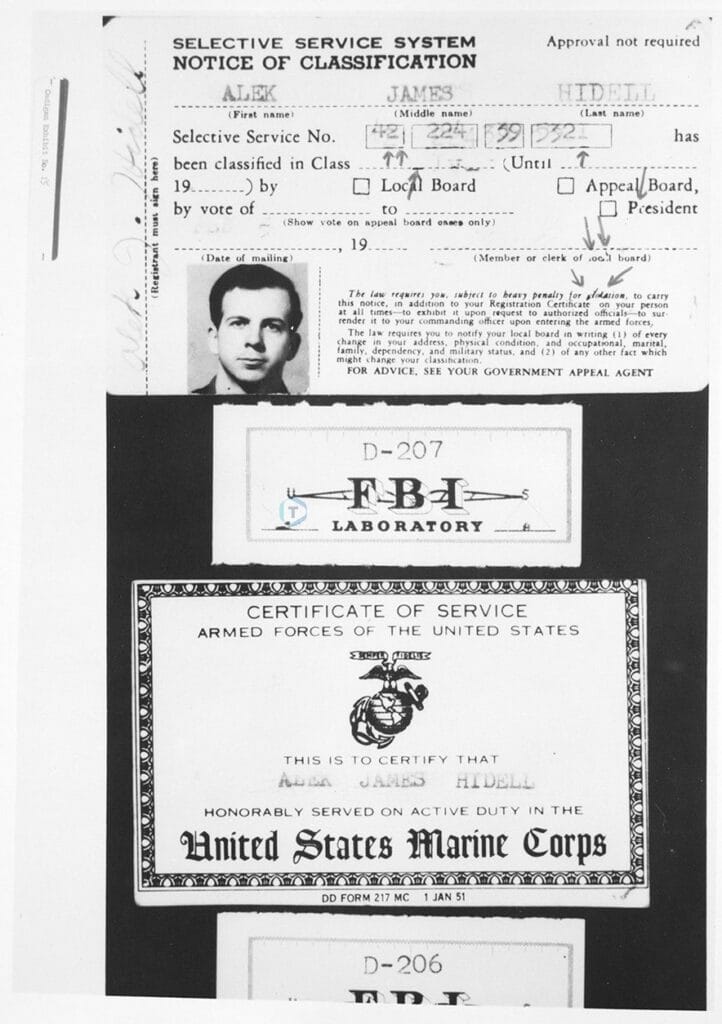 Cadigan Exhibit No. 15
SELECTIVE SERVICE SYSTEM Approval not required
NOTICE OF CLASSIFICATION
ALEK JAMES HIDELL
(First name) (Middle name) (Last name)
Selective Service No. 42 224 39 5321 has
been classified in Class (Until
19 ) by Local Board Appeal Board,
by vote of to President
(Show vote on appeal board cases only)
, 19
(Date of mailing) (Member or clerk of local board)
(Registrant must sign here)
The law requires you, subject to heavy penalty for violation, to carry
this notice, in addition to your Registration Certificate on your person
at all times—to exhibit it upon request to authorized officials—to sur-
render it to your commanding officer upon entering the armed forces.
The law requires you to notify your local board in writing (1) of every
change in your address, physical condition, and occupational, marital,
family, dependency, and military status, and (2) of any other fact which
might change your classification.
FOR ADVICE, SEE YOUR GOVERNMENT APPEAL AGENT
D-207
U FBI S
T
LABORATORY
CERTIFICATE OF SERVICE
ARMED FORCES OF THE UNITED STATES
SEMPER FIDELIS
THIS IS TO CERTIFY THAT
ALEK JAMES HIDELL
HONORABLY SERVED ON ACTIVE DUTY IN THE
United States Marine Corps
DD FORM 217 MC 1 JAN 51
D-206
FBI